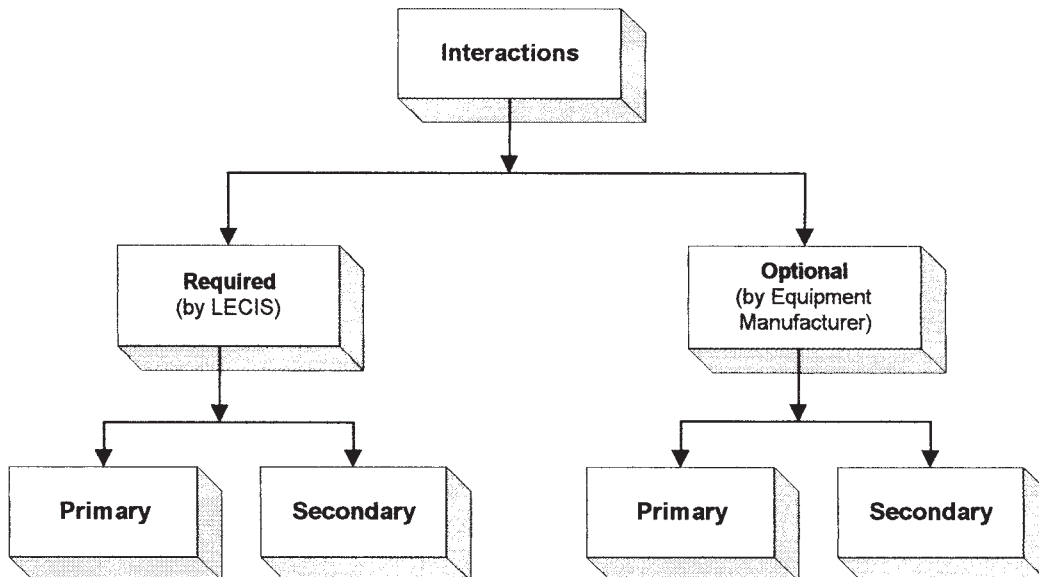 Interactions
Required
(by LECIS)
Optional
(by Equipment
Manufacturer)
Primary
Secondary
Primary
Secondary